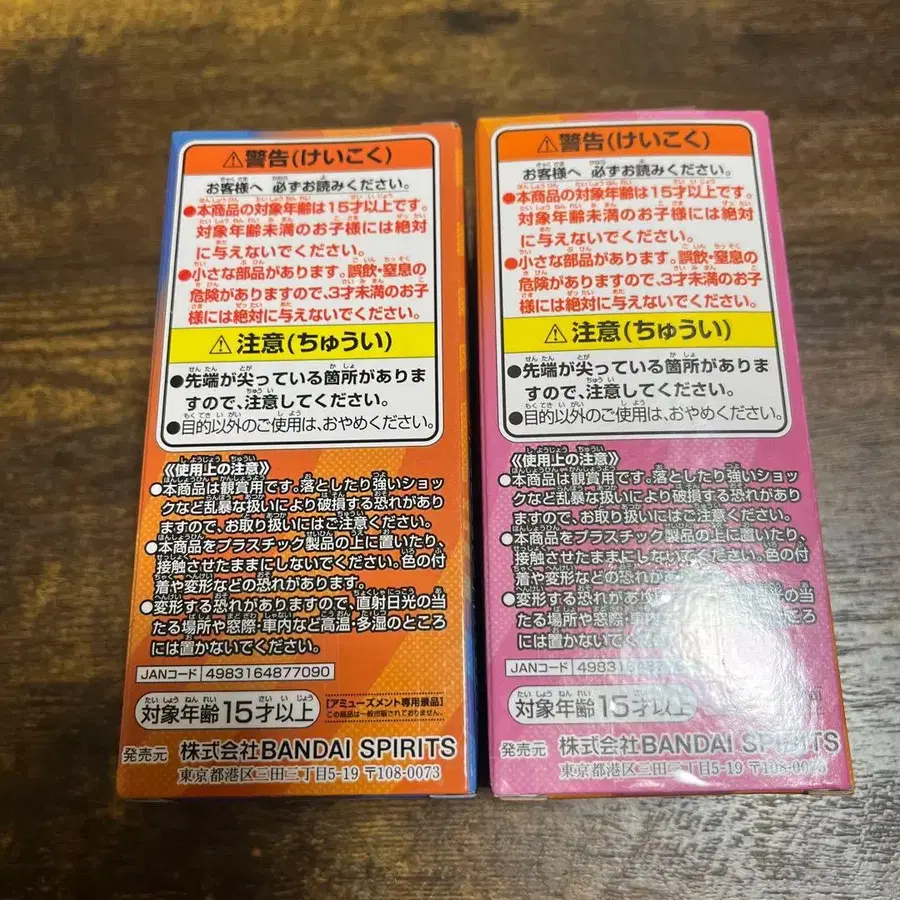 ⚠警告(けいこく)
お客様へ 必ずお読みください。
●本商品の対象年齢は15才以上です。
対象年齢未満のお子様には絶対
に与えないでください。
●小さな部品があります。誤飲・窒息の
危険がありますので、3才未満のお子
様には絶対に与えないでください。
⚠注意(ちゅうい)
●先端が尖っている箇所がありま
すので、注意してください。
●目的以外のご使用は、おやめください。
《使用上の注意》
●本商品は観賞用です。落としたり強いショッ
クなど乱暴な扱いにより破損する恐れがあり
ますので、お取り扱いにはご注意ください。
●本商品をプラスチック製品の上に置いたり、
接触させたままにしないでください。色の付
着や変形などの恐れがあります。
●変形する恐れがありますので、直射日光の当
たる場所や窓際・車内など高温・多湿のところ
には置かないでください。
JANコード 4983164877090
対象年齢15才以上
【アミューズメント専用景品】
この商品は一般市販されておりません。
発売元 株式会社BANDAI SPIRITS
東京都港区三田三丁目5-19 〒108-0073
⚠警告(けいこく)
お客様へ 必ずお読みください。
●本商品の対象年齢は15才以上です。
対象年齢未満のお子様には絶対
に与えないでください。
●小さな部品があります。誤飲・窒息の
危険がありますので、3才未満のお子
様には絶対に与えないでください。
⚠注意(ちゅうい)
●先端が尖っている箇所がありま
すので、注意してください。
●目的以外のご使用は、おやめください。
《使用上の注意》
●本商品は観賞用です。落としたり強いショッ
クなど乱暴な扱いにより破損する恐れがあり
ますので、お取り扱いにはご注意ください。
●本商品をプラスチック製品の上に置いたり、
接触させたままにしないでください。色の付
着や変形などの恐れがあります。
●変形する恐れがありますので、の当
たる場所や窓際・車内ところ
には置かないでください。
JANコード
対象年齢15才以上
発売元 株式会社BANDAI SPIRITS
東京都港区三田三丁目5-19 〒108-0073